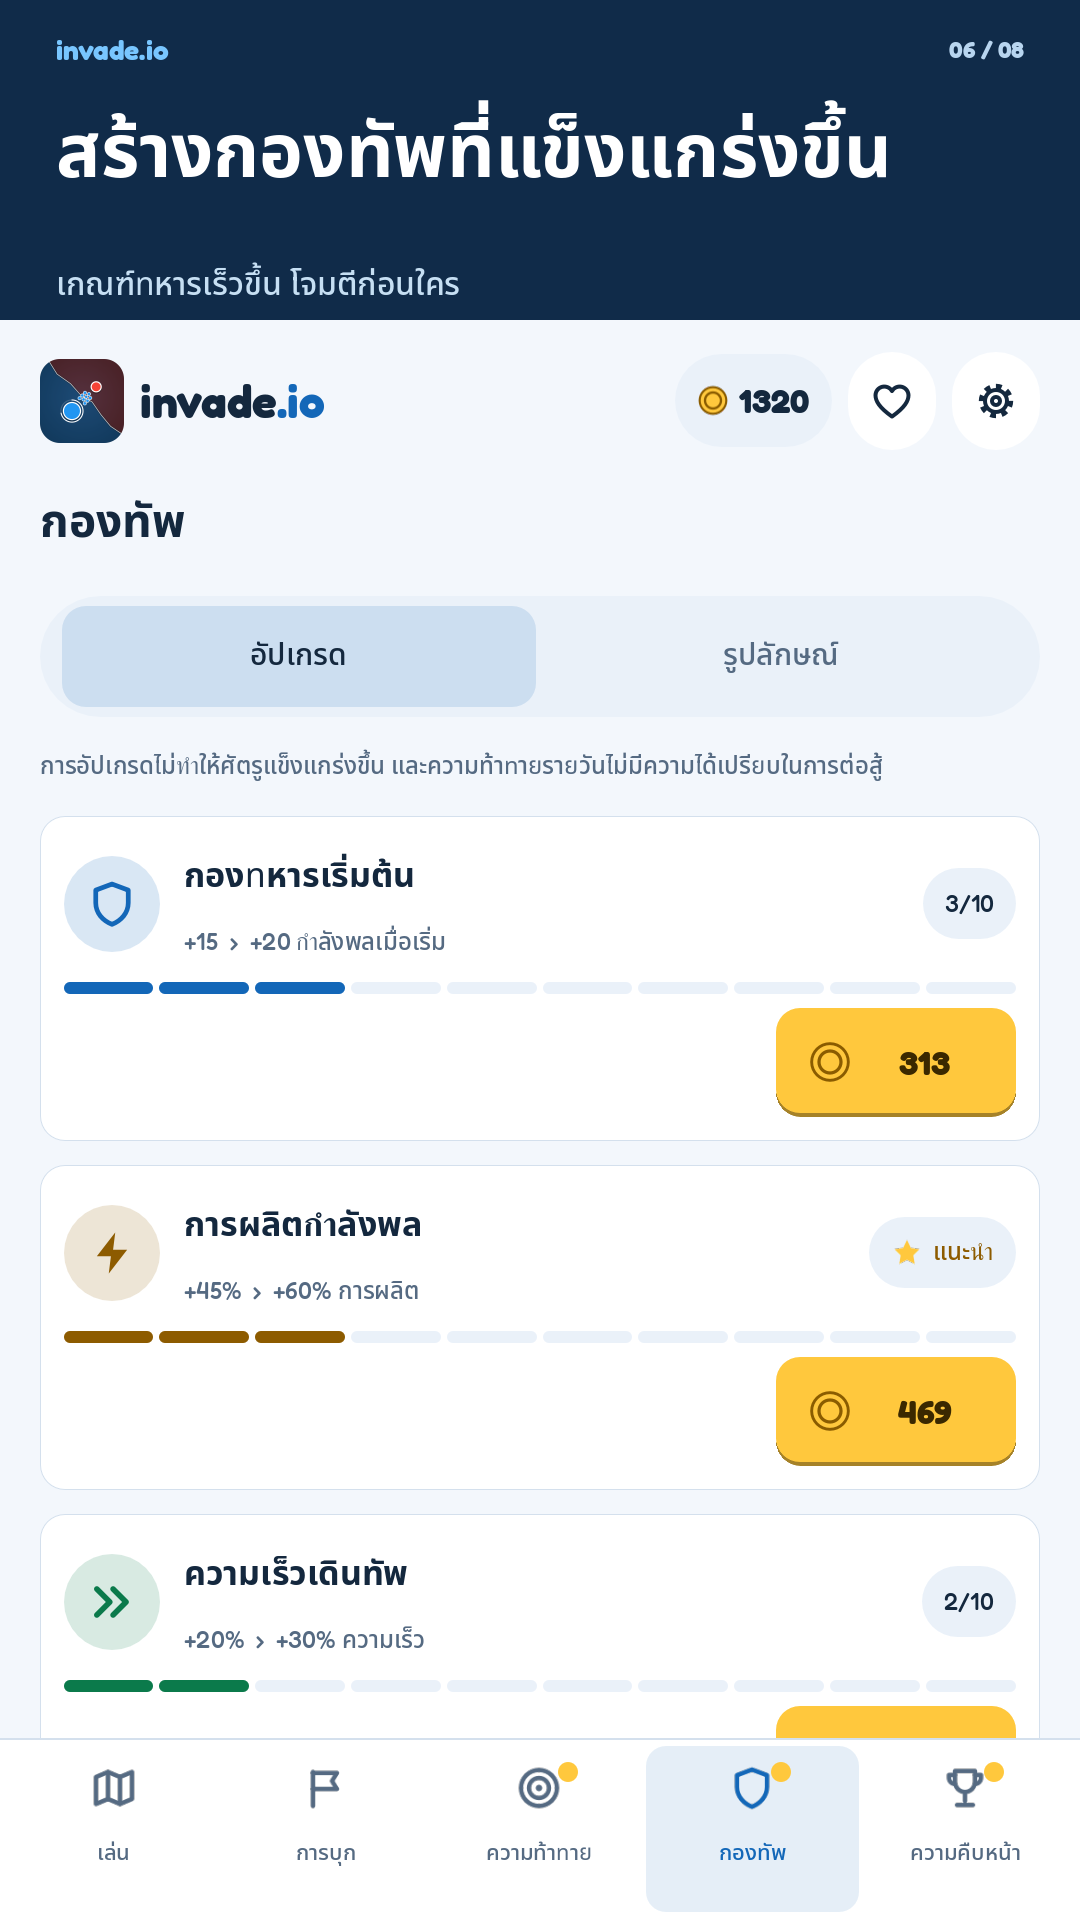 invade.io
06 / 08
สร้างกองทัพที่แข็งแกร่งขึ้น
เกณฑ์ทหารเร็วขึ้น โจมตีก่อนใคร
invade.io
1320
กองทัพ
อัปเกรด
รูปลักษณ์
การอัปเกรดไม่ทำให้ศัตรูแข็งแกร่งขึ้น และความท้าทายรายวันไม่มีความได้เปรียบในการต่อสู้
กองทหารเริ่มต้น
3/10
+15 › +20 กำลังพลเมื่อเริ่ม
313
การผลิตกำลังพล
แนะนำ
+45% › +60% การผลิต
469
ความเร็วเดินทัพ
2/10
+20% › +30% ความเร็ว
เล่น
การบุก
ความท้าทาย
กองทัพ
ความคืบหน้า